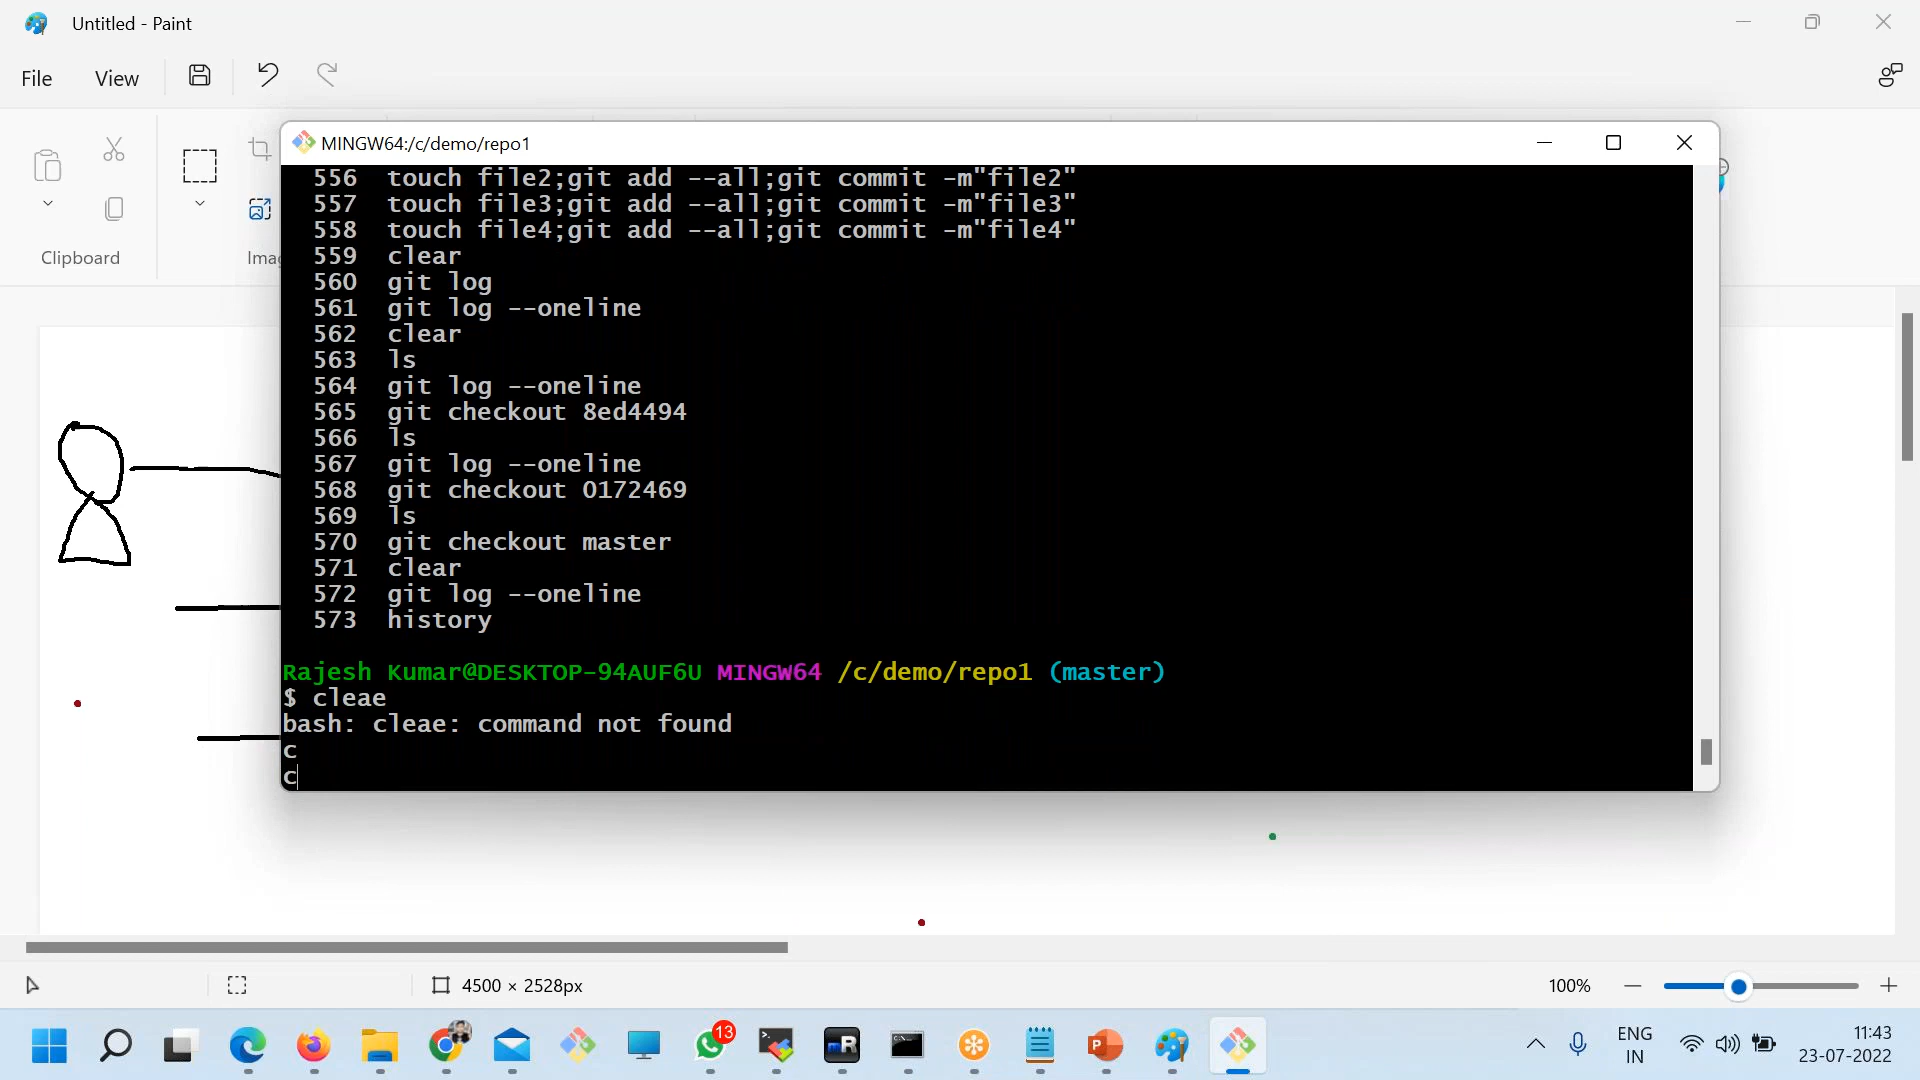 Untitled - Paint
File
View
MINGW64:/c/demo/repo1
Clipboard
Imag
556 touch file2;git add --all;git commit -m"file2"
557 touch file3;git add --all;git commit -m"file3"
558 touch file4;git add --all;git commit -m"file4"
559 clear
560 git log
561 git log --oneline
562 clear
563 ls
564 git log --oneline
565 git checkout 8ed4494
566 ls
567 git log --oneline
568 git checkout 0172469
569 ls
570 git checkout master
571 clear
572 git log --oneline
573 history
Rajesh Kumar@DESKTOP-94AUF6U MINGW64 /c/demo/repo1 (master)
$ cleae
bash: cleae: command not found
c
c
4500 × 2528px
100%
13
ENG
IN
11:43
23-07-2022